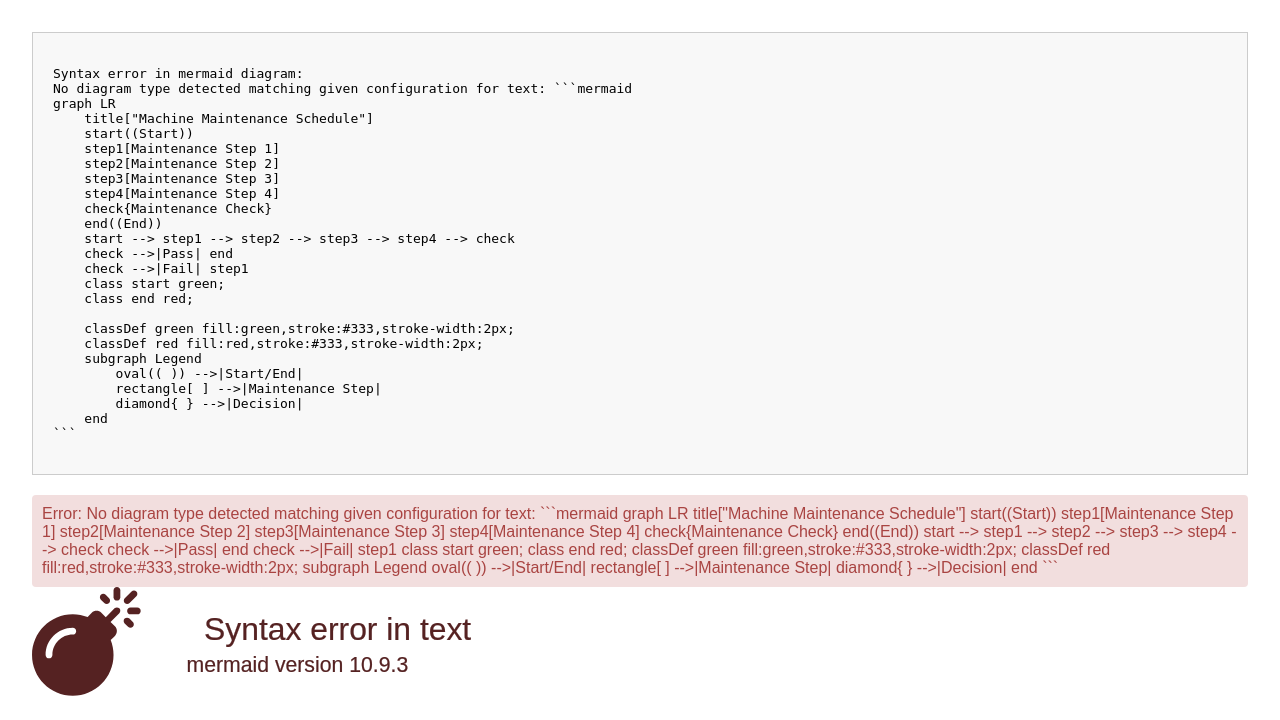 Syntax error in mermaid diagram:
No diagram type detected matching given configuration for text: ```mermaid
graph LR
    title["Machine Maintenance Schedule"]
    start((Start))
    step1[Maintenance Step 1]
    step2[Maintenance Step 2]
    step3[Maintenance Step 3]
    step4[Maintenance Step 4]
    check{Maintenance Check}
    end((End))
    start --> step1 --> step2 --> step3 --> step4 --> check
    check -->|Pass| end
    check -->|Fail| step1
    class start green;
    class end red;

    classDef green fill:green,stroke:#333,stroke-width:2px;
    classDef red fill:red,stroke:#333,stroke-width:2px;
    subgraph Legend
        oval(( )) -->|Start/End|
        rectangle[ ] -->|Maintenance Step|
        diamond{ } -->|Decision|
    end
```
Error: No diagram type detected matching given configuration for text: ```mermaid graph LR title["Machine Maintenance Schedule"] start((Start)) step1[Maintenance Step
1] step2[Maintenance Step 2] step3[Maintenance Step 3] step4[Maintenance Step 4] check{Maintenance Check} end((End)) start --> step1 --> step2 --> step3 --> step4 -
-> check check -->|Pass| end check -->|Fail| step1 class start green; class end red; classDef green fill:green,stroke:#333,stroke-width:2px; classDef red
fill:red,stroke:#333,stroke-width:2px; subgraph Legend oval(( )) -->|Start/End| rectangle[ ] -->|Maintenance Step| diamond{ } -->|Decision| end ```
Syntax error in text
mermaid version 10.9.3